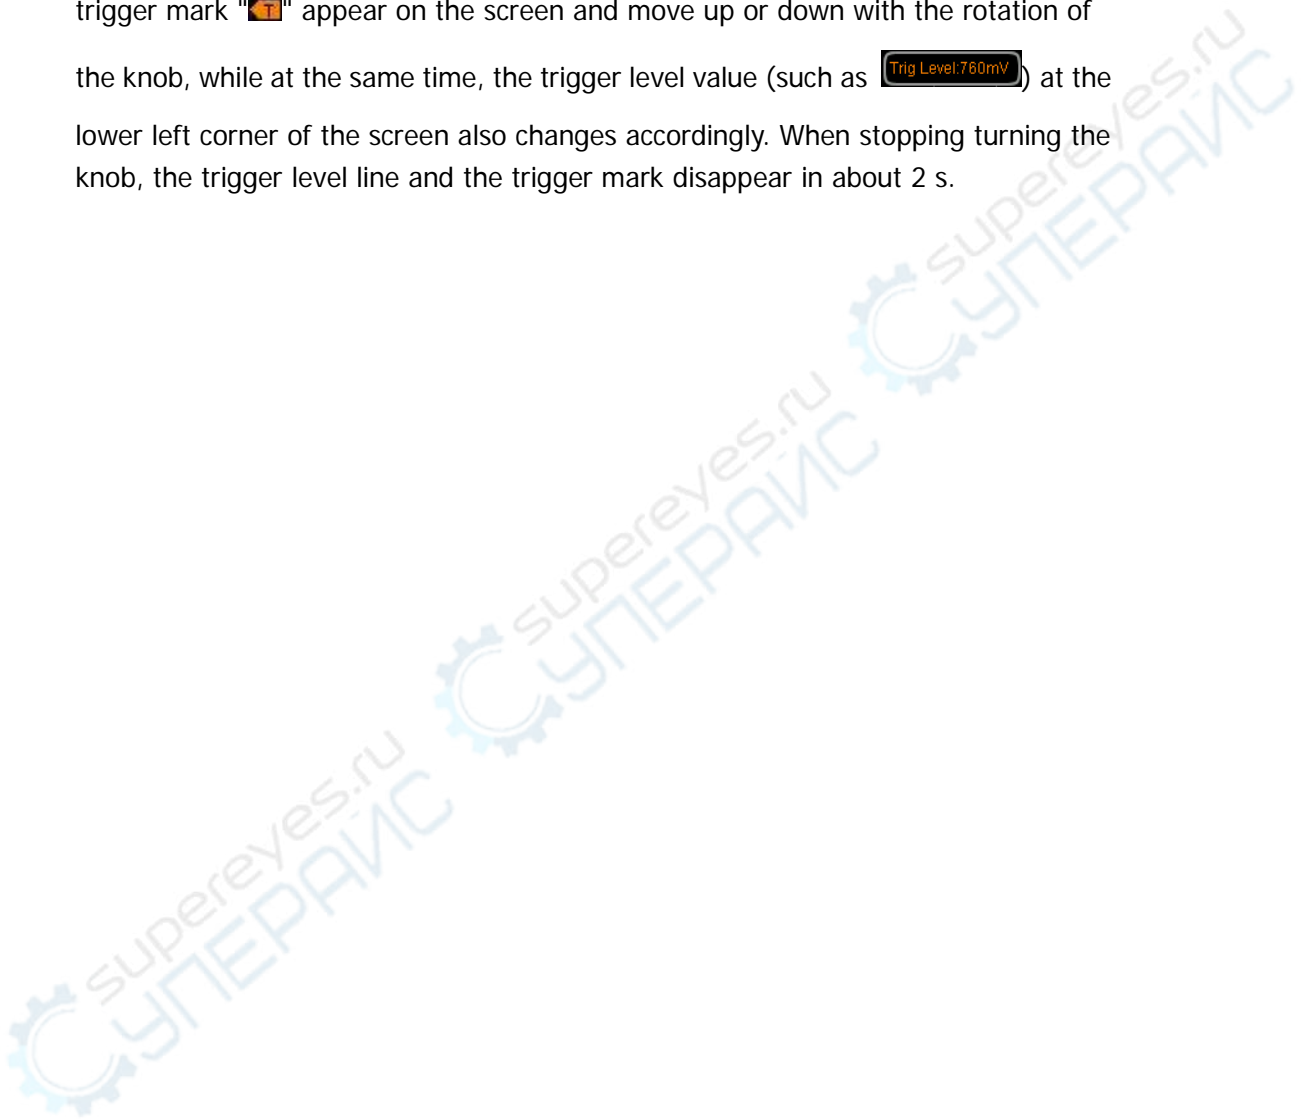 trigger mark "T" appear on the screen and move up or down with the rotation of
the knob, while at the same time, the trigger level value (such as Trig Level:760mV) at the
lower left corner of the screen also changes accordingly. When stopping turning the
knob, the trigger level line and the trigger mark disappear in about 2 s.
supereyes.ru
СУПЕРАЙС
supereyes.ru
СУПЕРАЙС
supereyes.ru
СУПЕРАЙС